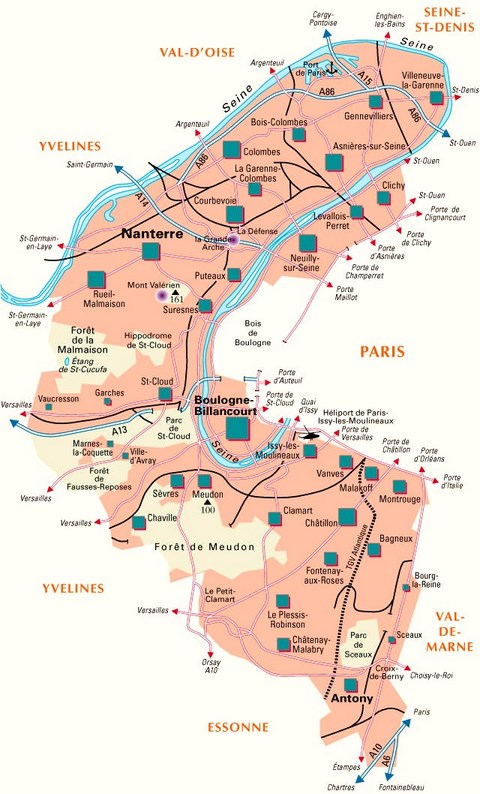 SEINE-
ST-DENIS
Cergy-
Pontoise
Enghien-
les-Bains
Seine
VAL-D'OISE
Argenteuil
Port
de Paris
A15
Villeneuve-
la-Garenne
St-Denis
A86
Gennevilliers
A86
Seine
St-Ouen
Bois-Colombes
Argenteuil
Asnières-sur-Seine
YVELINES
A86
Colombes
St-Ouen
Saint-Germain
La Garenne-
Colombes
Clichy
St-Ouen
A14
Courbevoie
Levallois-
Perret
Porte de
Clignancourt
Nanterre
La Défense
la Grande
Arche
Porte
de Clichy
St-Germain-
en-Laye
Neuilly-
sur-Seine
Porte
d'Asnières
Porte de
Champerret
Puteaux
Rueil-
Malmaison
Mont Valérien
161
Porte
Maillot
Suresnes
St-Germain-
en-Laye
Forêt
de la
Malmaison
Hippodrome
de St-Cloud
Bois
de
Boulogne
Étang
de St-Cucufa
PARIS
St-Cloud
Porte
d'Auteuil
Garches
Vaucresson
Versailles
Boulogne-
Billancourt
Porte de
St-Cloud
Quai
d'Issy
Héliport de Paris-
Issy-les-Moulineaux
A13
Parc
de
St-Cloud
Porte de
Versailles
Marnes-
la-Coquette
Ville-
d'Avray
Seine
Issy-les-
Moulineaux
Porte de
Châtillon
Porte
d'Orléans
Forêt
de
Fausses-Reposes
Vanves
Porte
d'Italie
Versailles
Sèvres
Meudon
100
Malakoff
Montrouge
Versailles
Chaville
Clamart
Châtillon
Forêt de Meudon
TGV Atlantique
Bagneux
Fontenay-
aux-Roses
Bourg-
la-Reine
YVELINES
Le Petit-
Clamart
Versailles
Le Plessis-
Robinson
VAL-
DE-
MARNE
Châtenay-
Malabry
Parc
de
Sceaux
Sceaux
Orsay
A10
Croix-
de-Berny
Choisy-le-Roi
Antony
ESSONNE
Paris
A10
A6
Étampes
Chartres
Fontainebleau